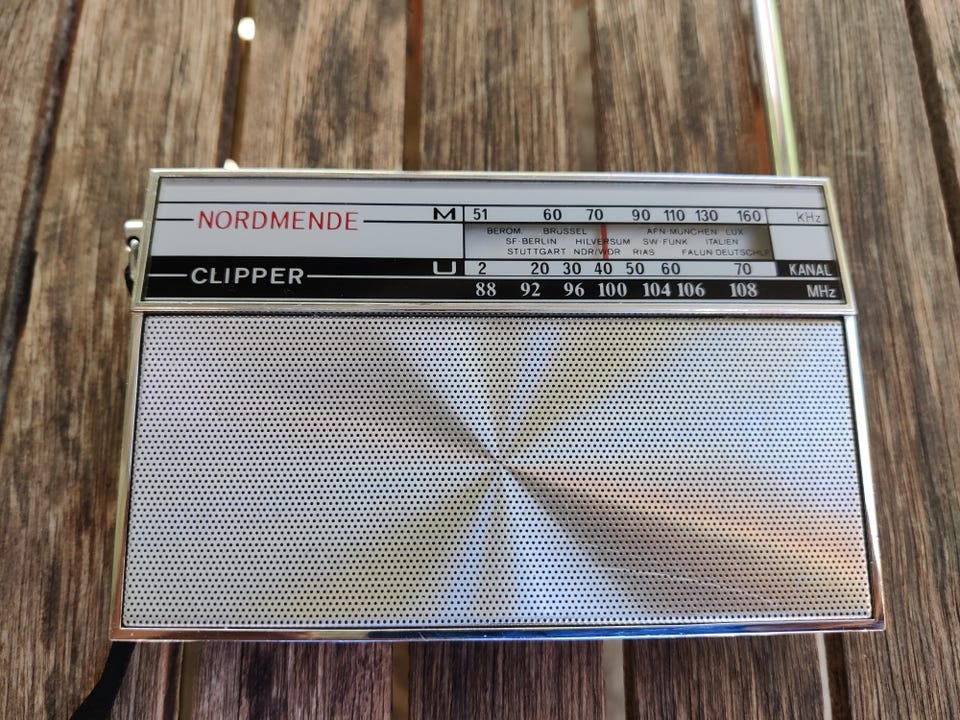 NORDMENDE M 51 60 70 90 110 130 160 KHz
BEROM. BRÜSSEL AFN-MÜNCHEN LUX
SF-BERLIN HILVERSUM SW-FUNK ITALIEN
STUTTGART NDR/WDR RIAS FALUN DEUTSCHLF
CLIPPER U 2 20 30 40 50 60 70 KANAL
88 92 96 100 104 106 108 MHz